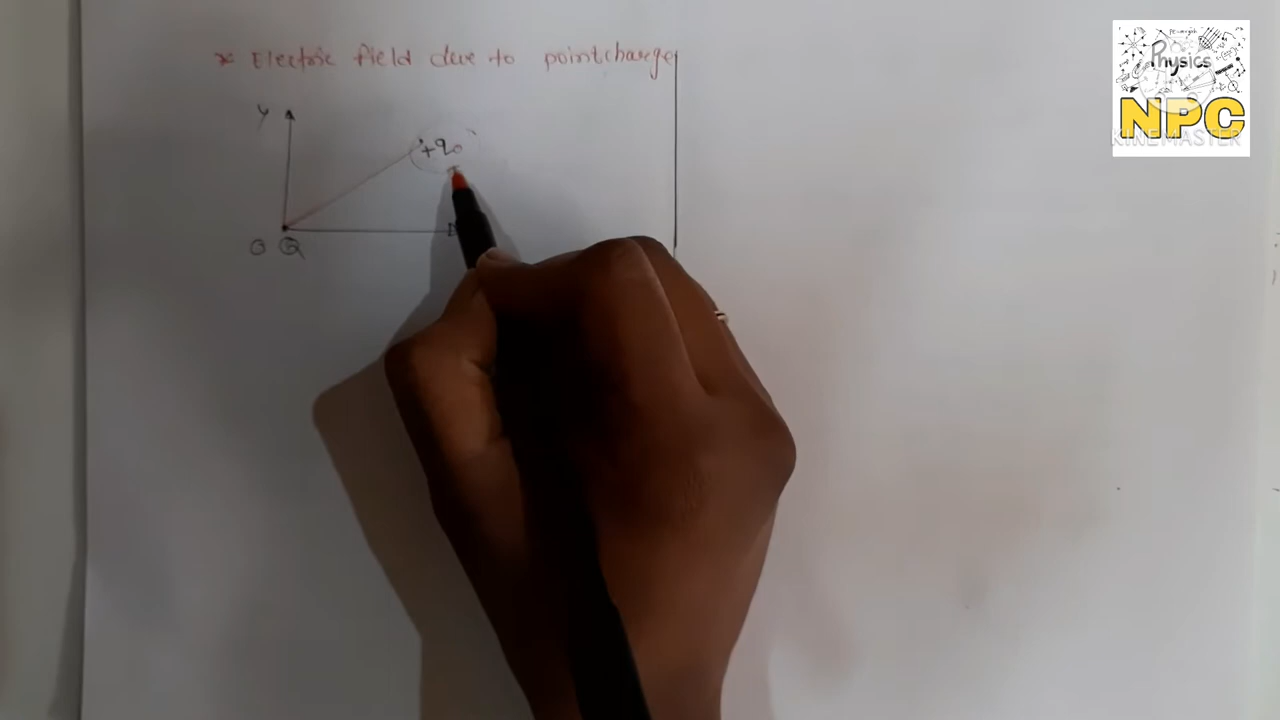 * Electric field due to pointcharge
Y
+q₀
O Q
Physics
NPC
KINEMASTER